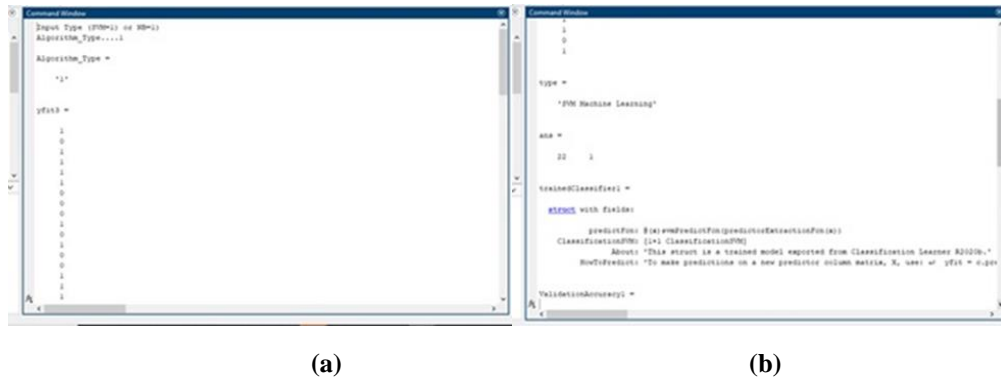 Command Window
Input Type (SVM=1) or NB=1)
Algorithm_Type....1
Algorithm_Type =
"1"
yfit3 =
1
0
1
1
1
1
0
0
0
1
0
1
0
0
1
1
1
(a)
Command Window
1
1
0
1
type =
"SVM Machine Learning"
ans =
22 1
trainedClassifier1 =
struct with fields:
predictFcn: @(x)svmPredictFcn(predictorExtractionFcn(x))
ClassificationSVM: [1×1 ClassificationSVM]
About: 'This struct is a trained model exported from Classification Learner R2020b.'
HowToPredict: 'To make predictions on a new predictor column matrix, X, use: ↵ yfit = c.pre
ValidationAccuracy1 =
(b)